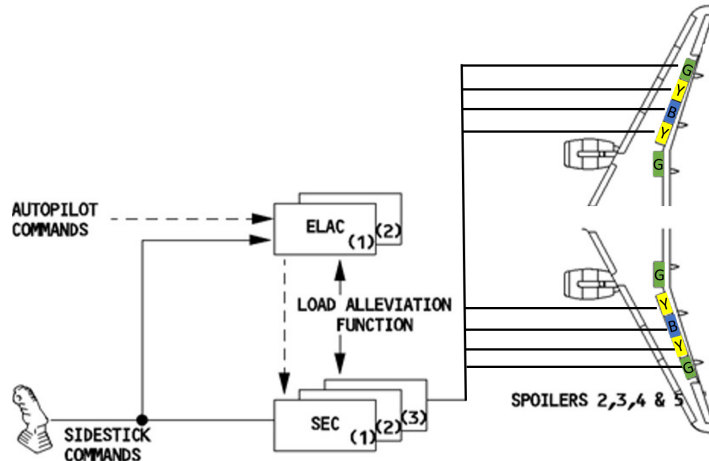 G
Y
B
Y
G
AUTOPILOT
COMMANDS
ELAC
(1)
(2)
G
LOAD ALLEVIATION
FUNCTION
Y
B
Y
G
SPOILERS 2,3,4 & 5
SEC
(1)
(2)
(3)
SIDESTICK
COMMANDS